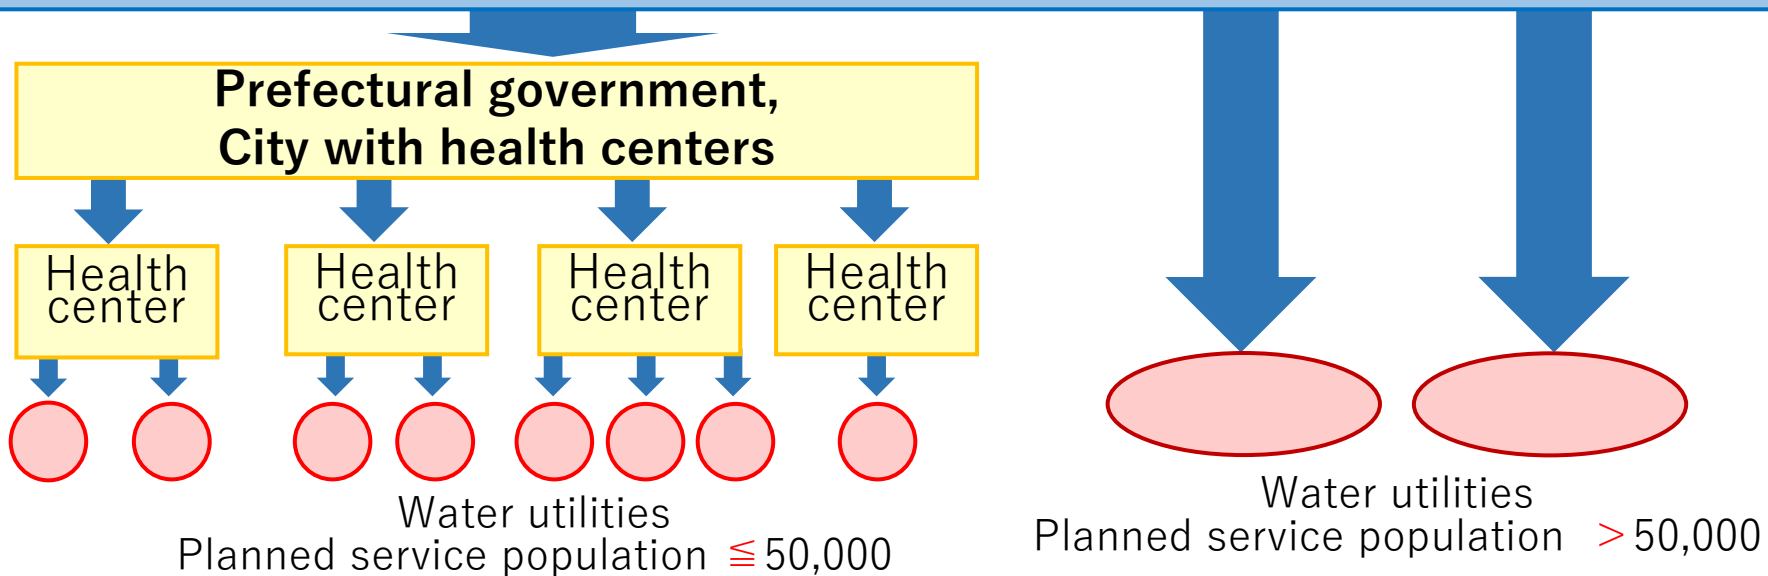 Prefectural government,
City with health centers
Health
center
Health
center
Health
center
Health
center
Water utilities
Planned service population ≦ 50,000
Water utilities
Planned service population > 50,000